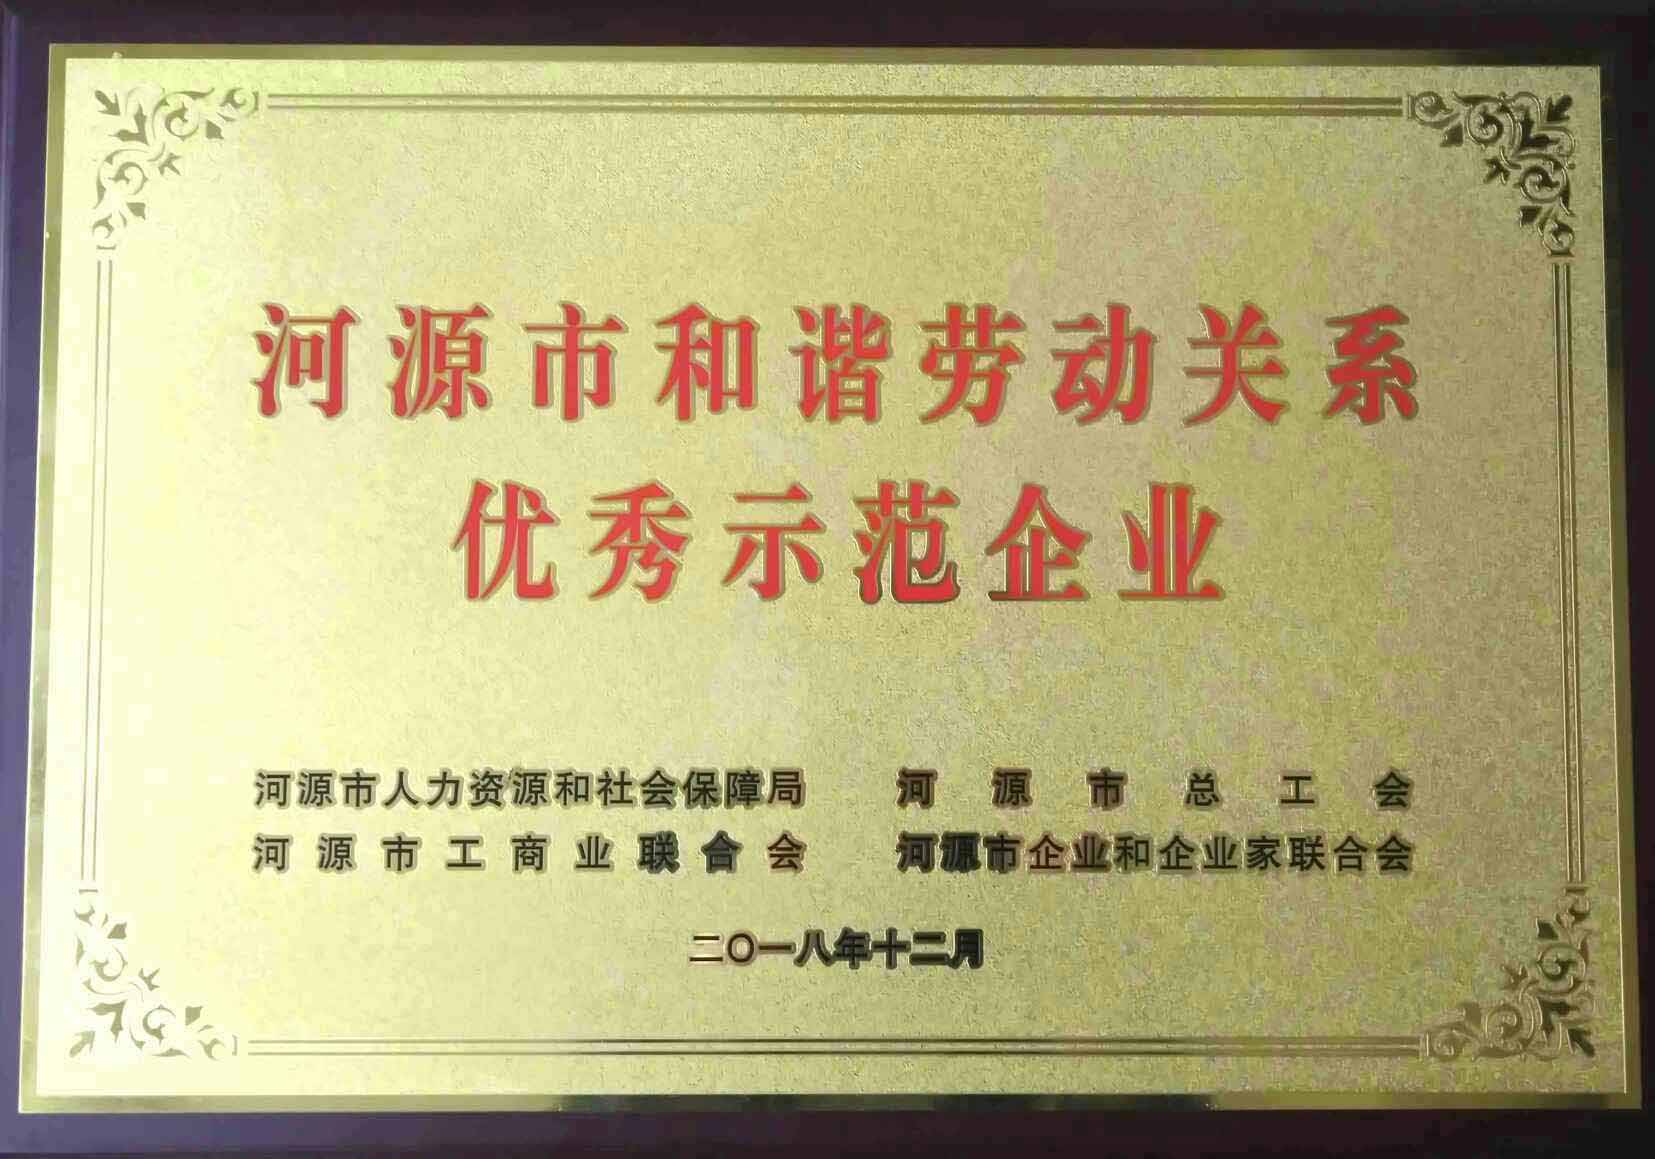 河源市和谐劳动关系
优秀示范企业
河源市人力资源和社会保障局 河源市总工会
河源市工商业联合会 河源市企业和企业家联合会
二〇一八年十二月